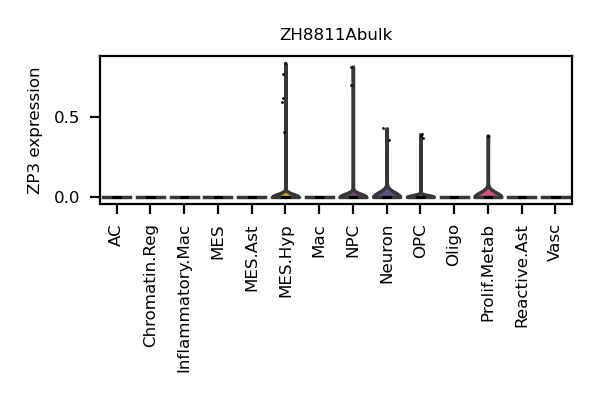 ZH8811Abulk
ZP3 expression
0.5
0.0
AC
Chromatin.Reg
Inflammatory.Mac
MES
MES.Ast
MES.Hyp
Mac
NPC
Neuron
OPC
Oligo
Prolif.Metab
Reactive.Ast
Vasc